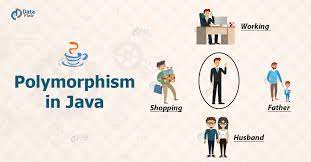 Data
Flair
Polymorphism
in Java
Working
Shopping
Father
Husband